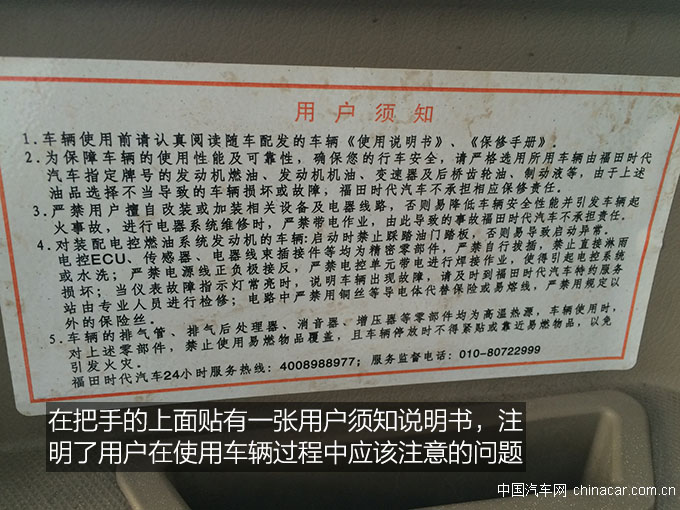 用户须知
1.车辆使用前请认真阅读随车配发的车辆《使用说明书》、《保修手册》。
2.为保障车辆的使用性能及可靠性，确保您的行车安全，请严格选用所用车辆由福田时代
汽车指定牌号的发动机燃油、发动机机油、变速器及后桥齿轮油、制动液等，由于上述
油品选择不当导致的车辆损坏或故障，福田时代汽车不承担相应保修责任。
3.严禁用户擅自改装或加装相关设备及电器线路，否则易降低车辆安全性能并引发车辆起
火事故，进行电器系统维修时，严禁带电作业，由此导致的事故福田时代汽车不承担责任。
4.对装配电控燃油系统发动机的车辆:启动时禁止踩踏油门踏板，否则易导致启动异常。
电控ECU、传感器、电器线束插接件等均为精密零部件，严禁自行拔插，禁止直接淋雨
或水洗；严禁电源线正负极接反，严禁电控单元带电进行焊接作业，使得引起电控系统
损坏；当仪表故障指示灯常亮时，说明车辆出现故障，请及时到福田时代汽车特约服务
站由专业人员进行检修；电路中严禁用铜丝等导电体代替保险或易熔线，严禁用规定以
外的保险丝。
5.车辆的排气管、排气后处理器、消音器、增压器等零部件均为高温热源，车辆使用时，
对上述零部件，禁止使用易燃物品覆盖，且车辆停放时不得紧贴或靠近易燃物品，以免
引发火灾。
福田时代汽车24小时服务热线：4008988977；服务监督电话：010-80722999
在把手的上面贴有一张用户须知说明书，注
明了用户在使用车辆过程中应该注意的问题
中国汽车网 chinacar.com.cn